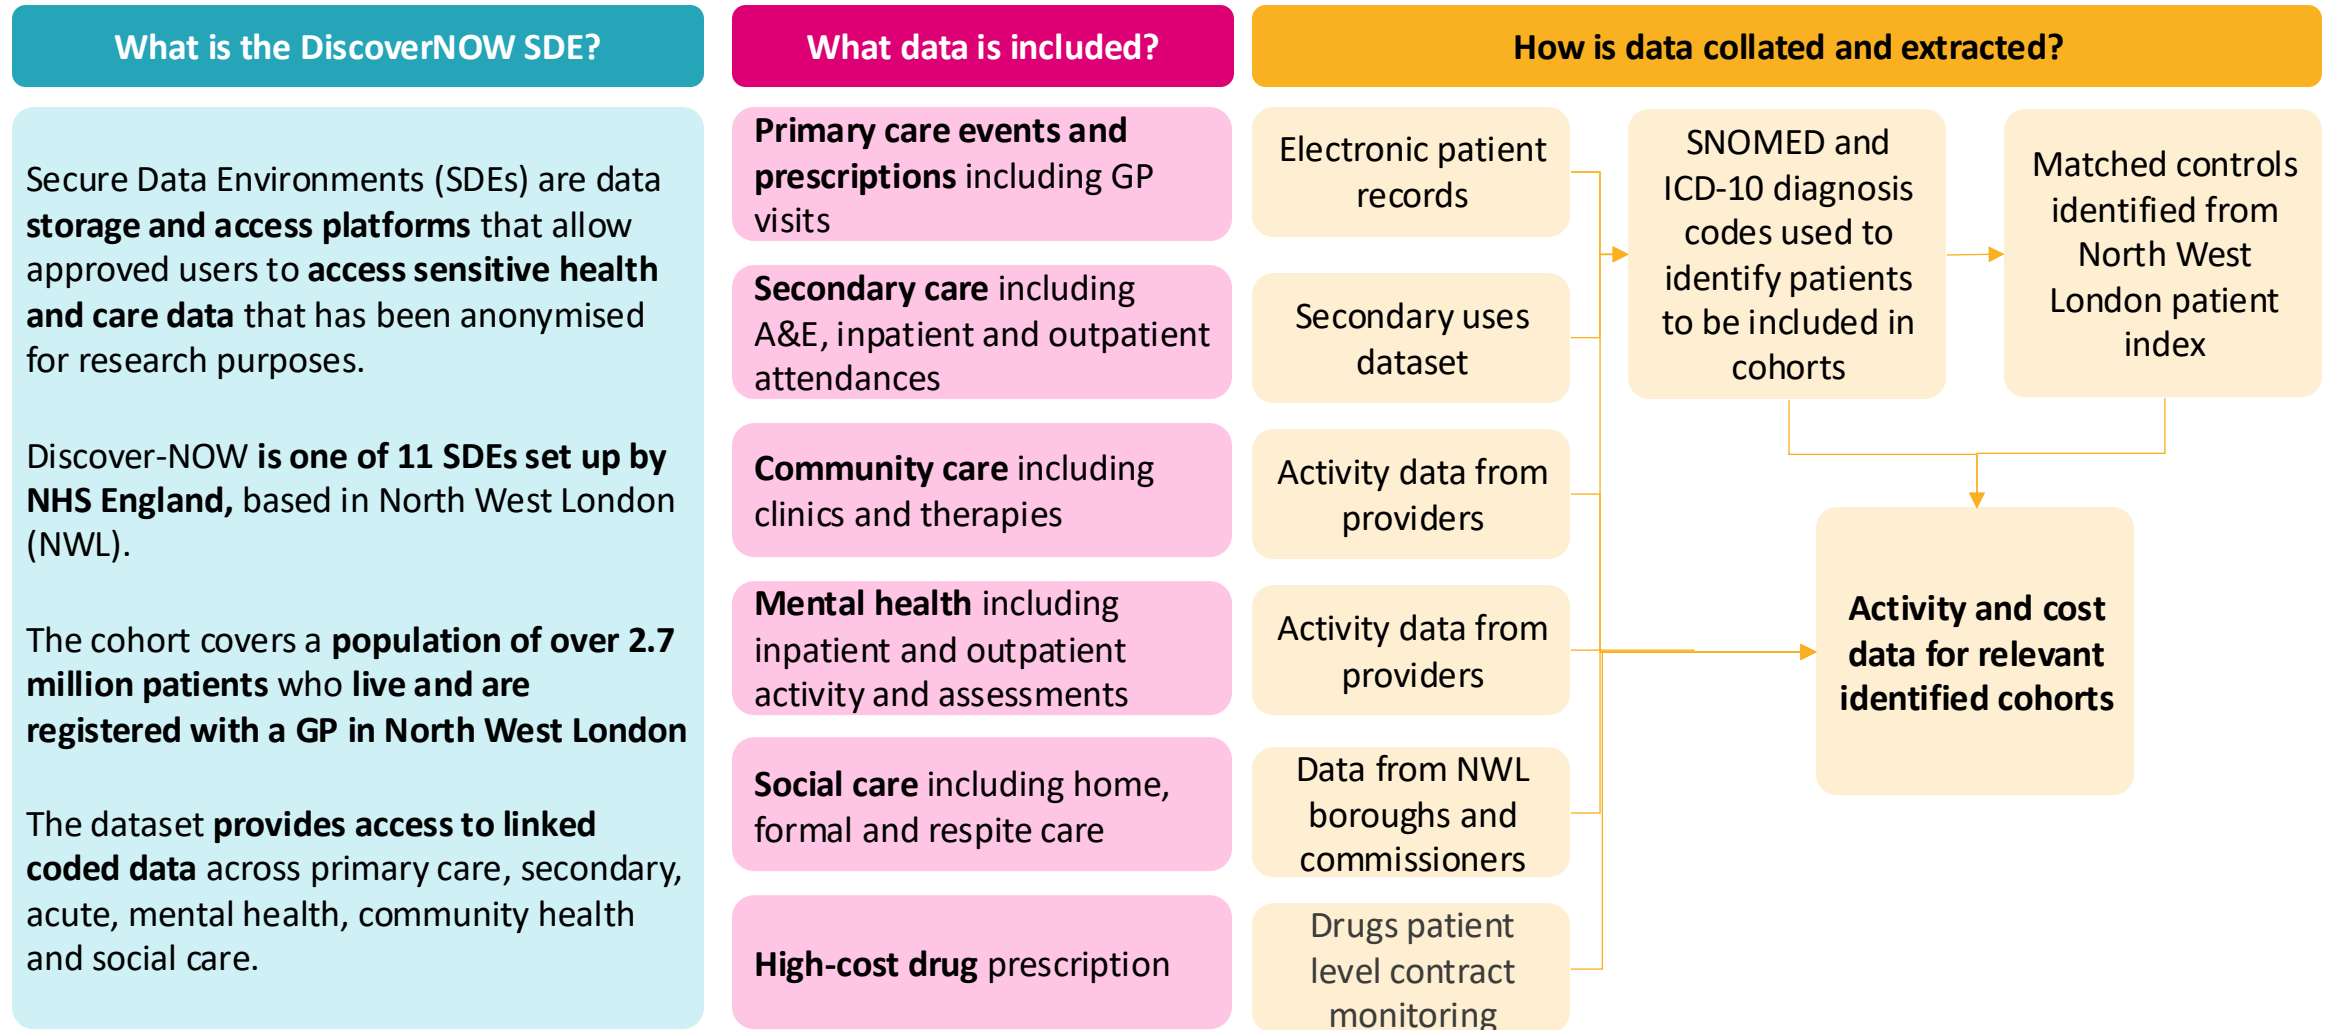 What is the DiscoverNOW SDE?
Secure Data Environments (SDEs) are data
storage and access platforms that allow
approved users to access sensitive health
and care data that has been anonymised
for research purposes.
Discover-NOW is one of 11 SDEs set up by
NHS England, based in North West London
(NWL).
The cohort covers a population of over 2.7
million patients who live and are
registered with a GP in North West London
The dataset provides access to linked
coded data across primary care, secondary,
acute, mental health, community health
and social care.
What data is included?
Primary care events and
prescriptions including GP
visits
Secondary care including
A&E, inpatient and outpatient
attendances
Community care including
clinics and therapies
Mental health including
inpatient and outpatient
activity and assessments
Social care including home,
formal and respite care
High-cost drug prescription
How is data collated and extracted?
Electronic patient
records
Secondary uses
dataset
Activity data from
providers
Activity data from
providers
Data from NWL
boroughs and
commissioners
Drugs patient
level contract
monitoring
SNOMED and
ICD-10 diagnosis
codes used to
identify patients
to be included in
cohorts
Matched controls
identified from
North West
London patient
index
Activity and cost
data for relevant
identified cohorts